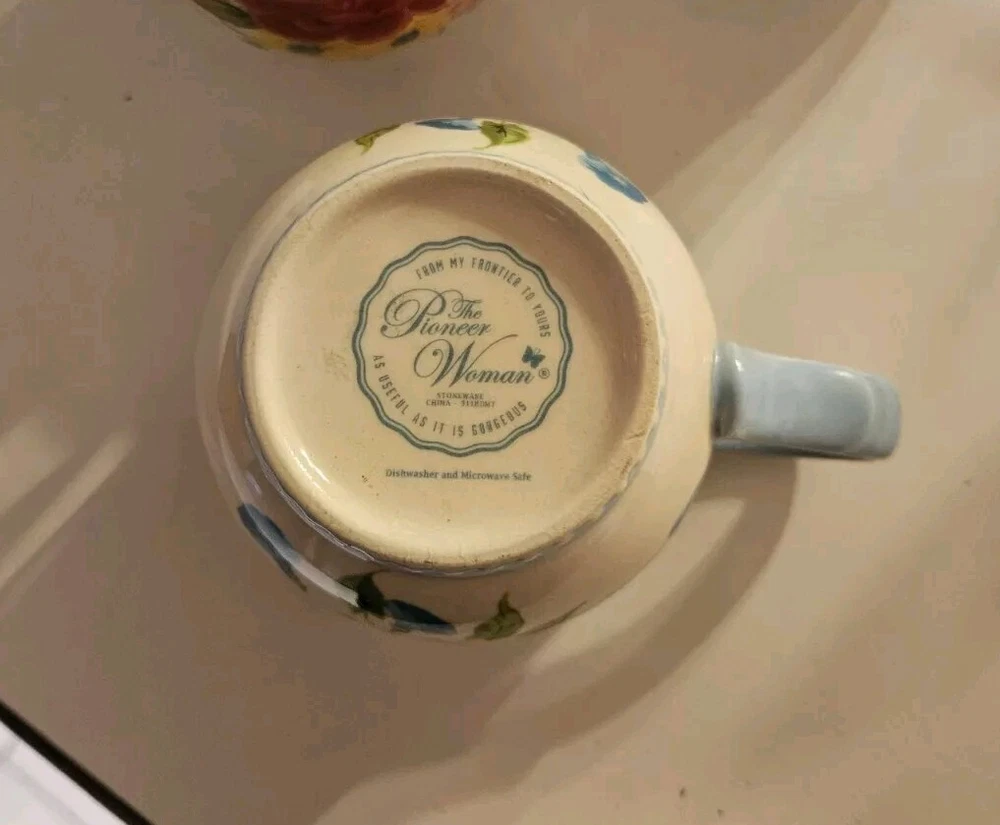 FROM MY FRONTIER TO YOURS
The
Pioneer
Woman®
STONEWARE
CHINA -
AS USEFUL AS IT IS GORGEOUS
Dishwasher and Microwave Safe